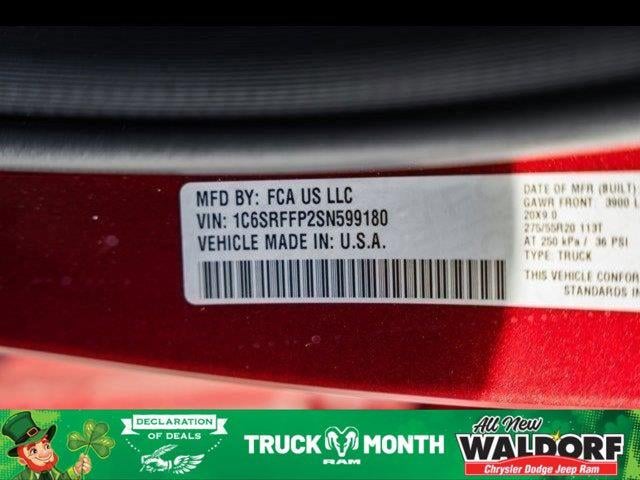 MFD BY: FCA US LLC
VIN: 1C6SRFFP2SN599180
VEHICLE MADE IN: U.S.A.
DATE OF MFR (BUILT)
GAWR FRONT: 3900 L
20X9.0
275/55R20 113T
AT 250 kPa / 36 PSI
TYPE: TRUCK
THIS VEHICLE CONFOR
STANDARDS IN
DECLARATION
OF DEALS
TRUCK MONTH
RAM
All New
WALDORF
Chrysler Dodge Jeep Ram